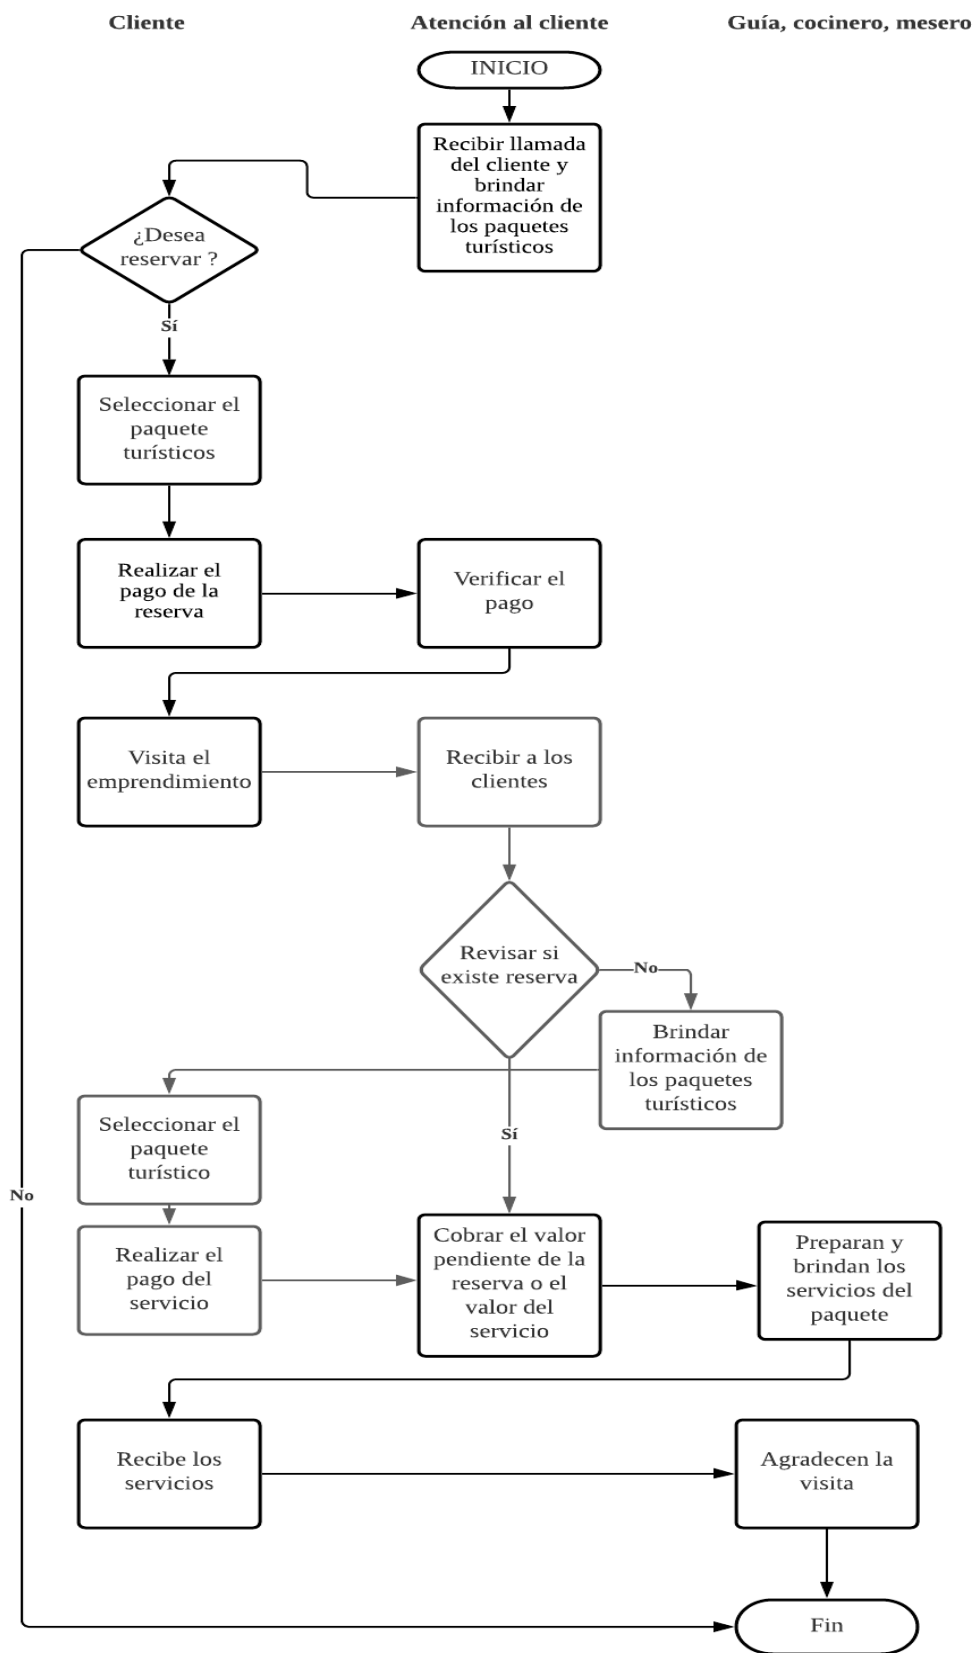 Cliente
Atención al cliente
Guía, cocinero, mesero
INICIO
Recibir llamada
del cliente y
brindar
información de
los paquetes
turísticos
¿Desea
reservar ?
Sí
Seleccionar el
paquete
turísticos
Realizar el
pago de la
reserva
Verificar el
pago
Visita el
emprendimiento
Recibir a los
clientes
Revisar si
existe reserva
No
Brindar
información de
los paquetes
turísticos
Seleccionar el
paquete
turístico
Sí
No
Realizar el
pago del
servicio
Cobrar el valor
pendiente de la
reserva o el
valor del
servicio
Preparan y
brindan los
servicios del
paquete
Recibe los
servicios
Agradecen la
visita
Fin